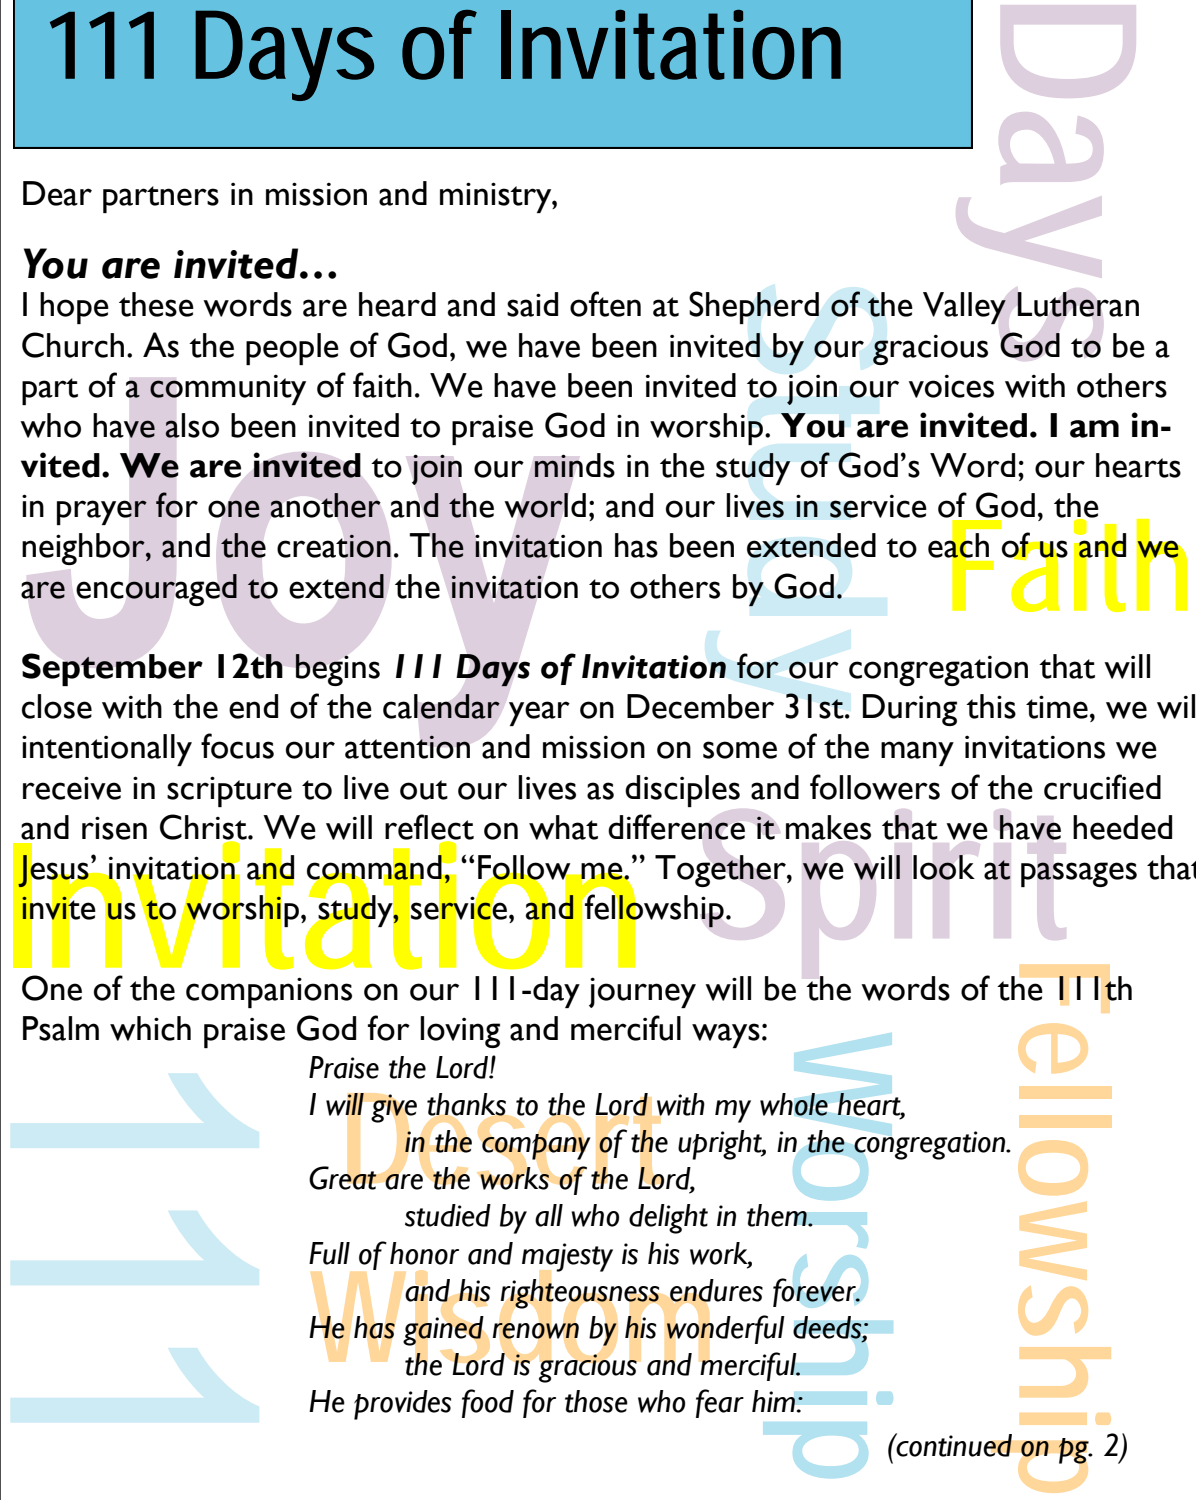 111 Days of Invitation
Dear partners in mission and ministry,
You are invited…
I hope these words are heard and said often at Shepherd of the Valley Lutheran
Church. As the people of God, we have been invited by our gracious God to be a
part of a community of faith. We have been invited to join our voices with others
who have also been invited to praise God in worship. You are invited. I am in-
vited. We are invited to join our minds in the study of God’s Word; our hearts
in prayer for one another and the world; and our lives in service of God, the
neighbor, and the creation. The invitation has been extended to each of us and we
are encouraged to extend the invitation to others by God.
September 12th begins 111 Days of Invitation for our congregation that will
close with the end of the calendar year on December 31st. During this time, we wil
intentionally focus our attention and mission on some of the many invitations we
receive in scripture to live out our lives as disciples and followers of the crucified
and risen Christ. We will reflect on what difference it makes that we have heeded
Jesus’ invitation and command, “Follow me.” Together, we will look at passages that
invite us to worship, study, service, and fellowship.
One of the companions on our 111-day journey will be the words of the 111th
Psalm which praise God for loving and merciful ways:
Praise the Lord!
I will give thanks to the Lord with my whole heart,
in the company of the upright, in the congregation.
Great are the works of the Lord,
studied by all who delight in them.
Full of honor and majesty is his work,
and his righteousness endures forever.
He has gained renown by his wonderful deeds;
the Lord is gracious and merciful.
He provides food for those who fear him:
(continued on pg. 2)
Days
Study
Joy
Faith
Invitation
Spirit
Fellowship
Worship
Desert
Wisdom
111